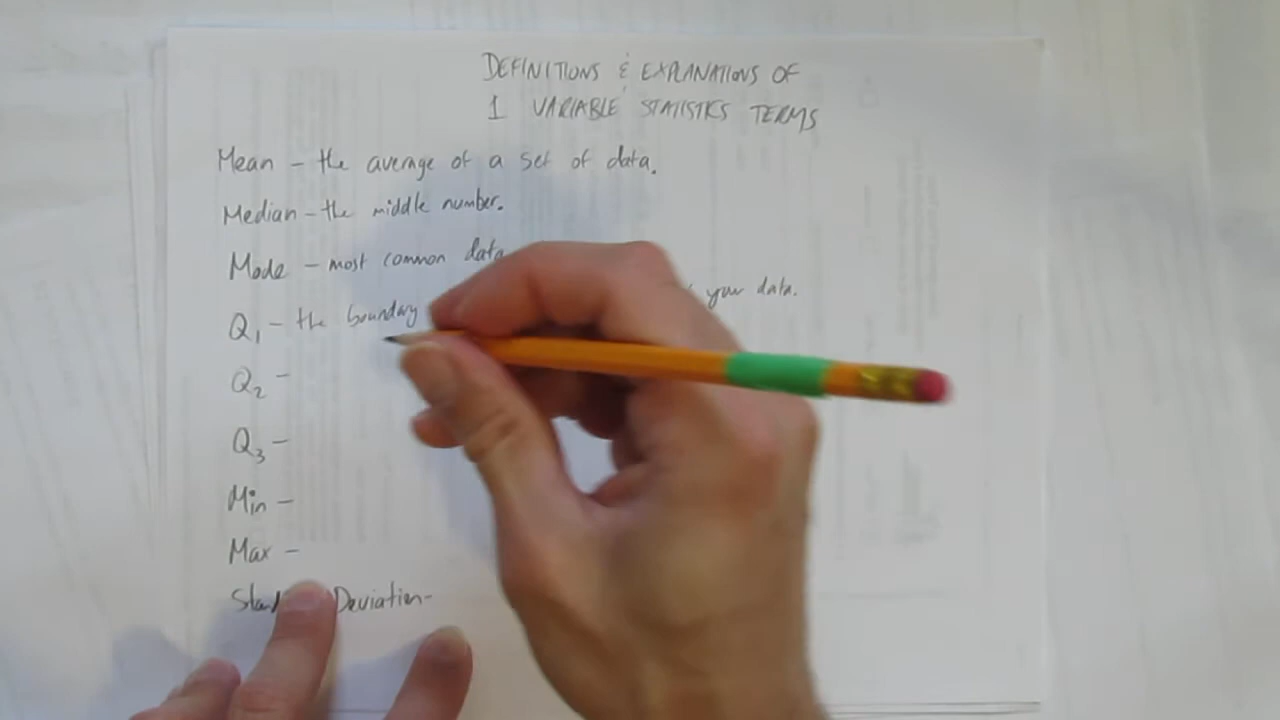 DEFINITIONS & EXPLANATIONS OF
1 VARIABLE STATISTICS TERMS
Mean - the average of a set of data.
Median - the middle number.
Mode - most common data
Q1 - the boundary your data.
Q2 -
Q3 -
Min -
Max -
Deviation-